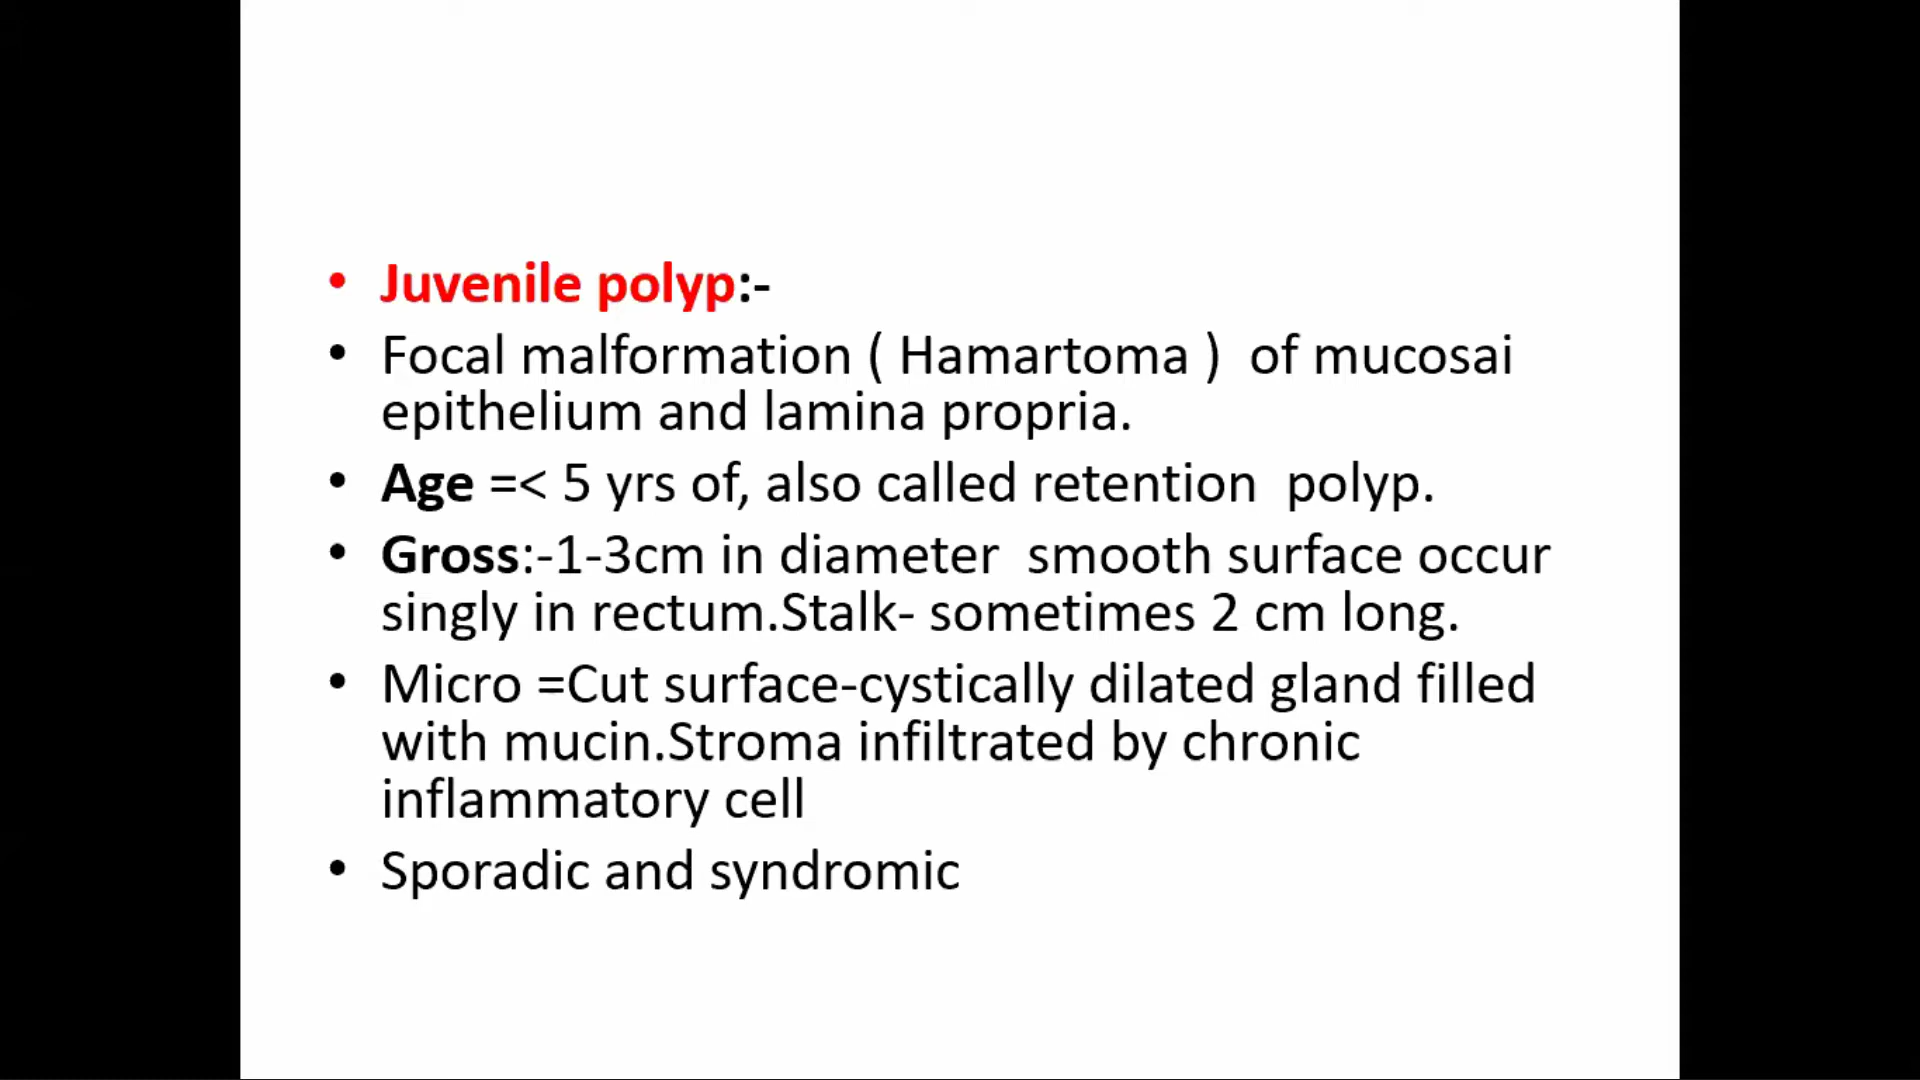 • Juvenile polyp:-
• Focal malformation ( Hamartoma )  of mucosai
epithelium and lamina propria.
• Age =< 5 yrs of, also called retention  polyp.
• Gross:-1-3cm in diameter  smooth surface occur
singly in rectum.Stalk- sometimes 2 cm long.
• Micro =Cut surface-cystically dilated gland filled
with mucin.Stroma infiltrated by chronic
inflammatory cell
• Sporadic and syndromic